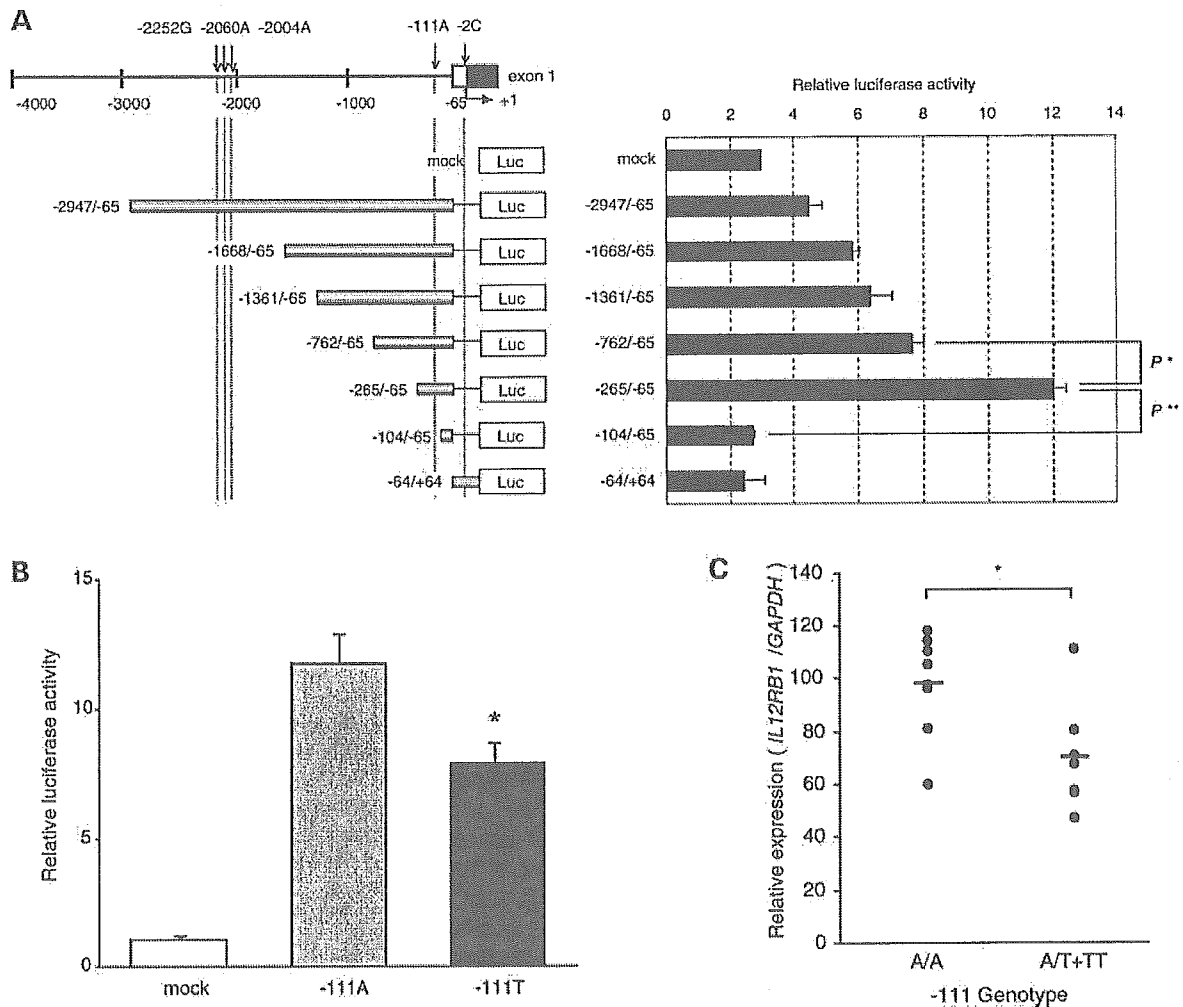 A
-2252G -2060A -2004A -111A -2C
exon 1
-4000 -3000 -2000 -1000 -65 +1
mock Luc
-2947/-65 Luc
-1668/-65 Luc
-1361/-65 Luc
-762/-65 Luc
-265/-65 Luc
-104/-65 Luc
-64/+64 Luc
Relative luciferase activity
0 2 4 6 8 10 12 14
mock
-2947/-65
-1668/-65
-1361/-65
-762/-65
-265/-65
-104/-65
-64/+64
P *
P **
B
Relative luciferase activity
15
10
5
0
*
mock -111A -111T
C
Relative expression (IL12RB1 /GAPDH)
140
120
100
80
60
40
20
0
*
A/A A/T+TT
-111 Genotype